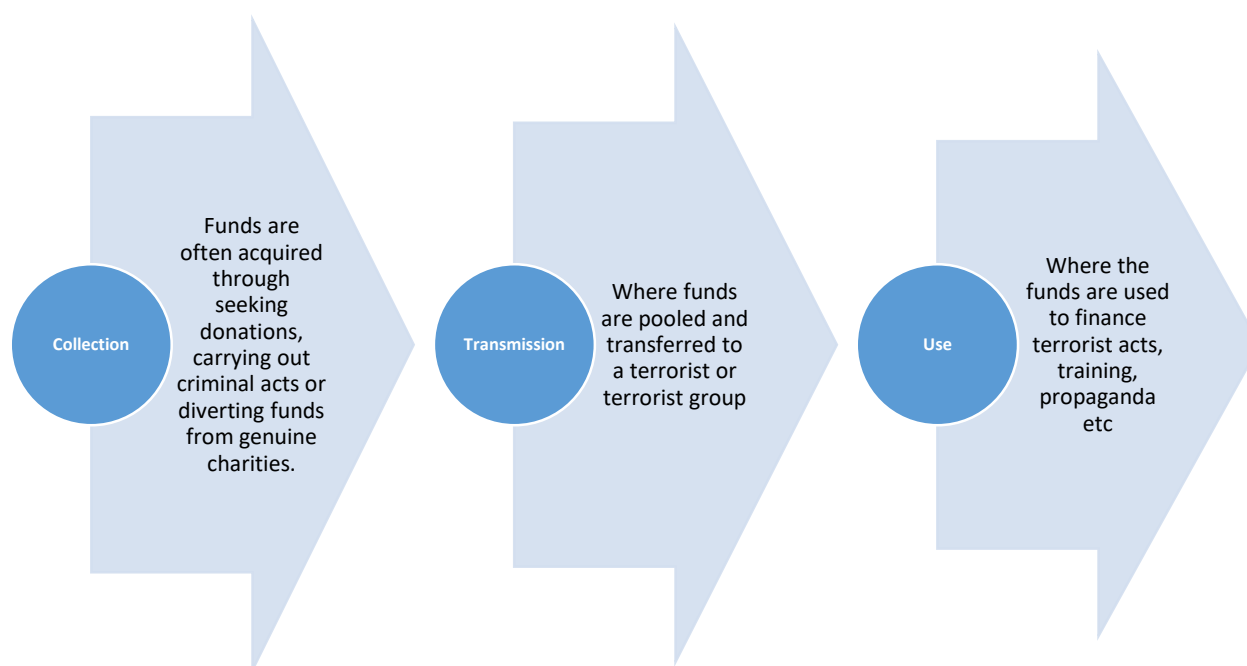 Collection
Funds are
often acquired
through
seeking
donations,
carrying out
criminal acts or
diverting funds
from genuine
charities.
Transmission
Where funds
are pooled and
transferred to
a terrorist or
terrorist group
Use
Where the
funds are used
to finance
terrorist acts,
training,
propaganda
etc